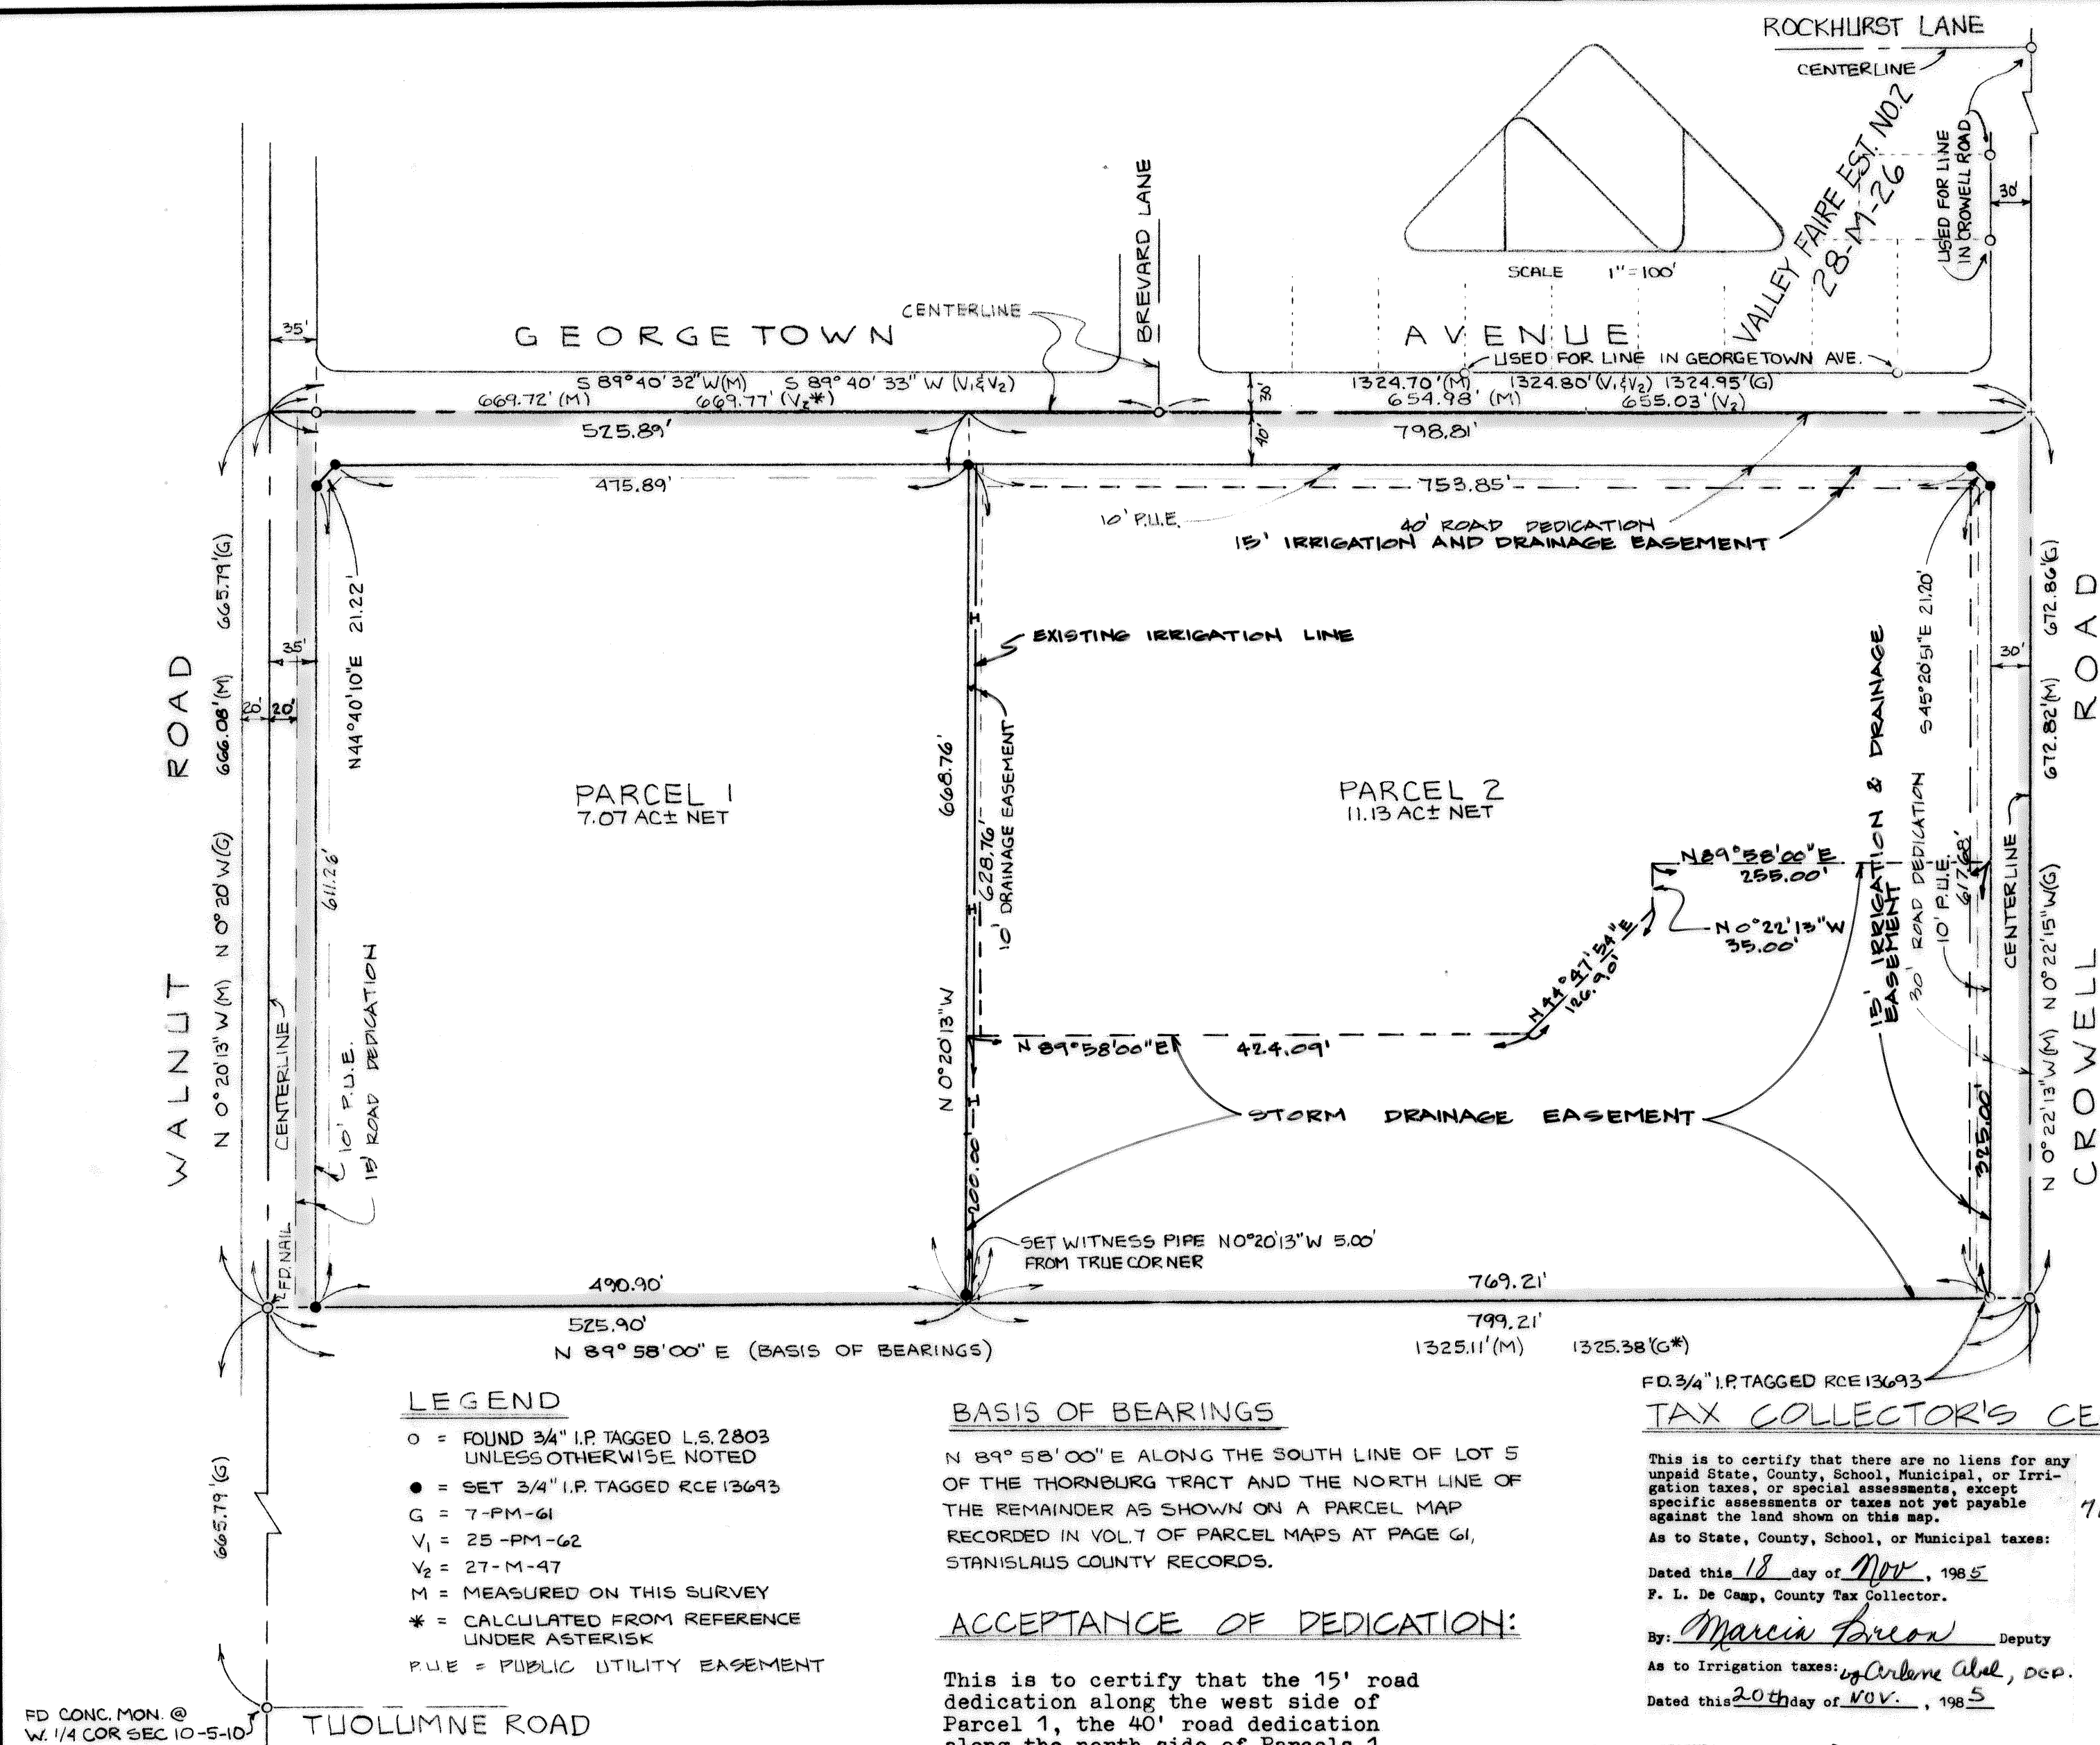 ROCKHURST LANE
CENTERLINE
VALLEY FAIRE EST. NO.2
28-M-26
USED FOR LINE
IN CROWELL ROAD
30'
SCALE 1"=100'
BREVARD LANE
CENTERLINE
35'
GEORGETOWN AVENUE
USED FOR LINE IN GEORGETOWN AVE.
S 89°40'32"W(M) S 89°40'33" W (V₁&V₂)
1324.70'(M) 1324.80'(V₁&V₂) 1324.95'(G)
669.72'(M) 669.77'(V₂*)
654.98'(M) 655.03'(V₂)
30'
40'
525.89'
798.81'
475.89'
753.85'
10' P.U.E.
40' ROAD DEDICATION
15' IRRIGATION AND DRAINAGE EASEMENT
WALNUT ROAD
N 0°20'13"W(M) N 0°20'W(G)
666.08'(M) 665.79'(G)
35'
20' 20'
N44°40'10"E 21.22'
611.26'
CENTERLINE
10' P.U.E.
15' ROAD DEDICATION
FD. NAIL
PARCEL 1
7.07 AC± NET
EXISTING IRRIGATION LINE
668.76'
628.76'
10' DRAINAGE EASEMENT
N 0°20'13"W
200.00'
PARCEL 2
11.13 AC± NET
N89°58'00"E
255.00'
N 0°22'13"W
35.00'
N 44°47'54"E
126.90'
N 89°58'00"E 424.09'
STORM DRAINAGE EASEMENT
15' IRRIGATION & DRAINAGE
EASEMENT
S45°20'51"E 21.20'
30' ROAD DEDICATION
10' P.U.E.
617.68'
325.00'
30'
CENTERLINE
672.82'(M) 672.86'(G)
N 0°22'13"W(M) N 0°22'15"W(G)
CROWELL ROAD
SET WITNESS PIPE N0°20'13"W 5.00'
FROM TRUE CORNER
490.90'
769.21'
525.90'
799.21'
N 89°58'00" E (BASIS OF BEARINGS)
1325.11'(M) 1325.38'(G*)
FD. 3/4" I.P. TAGGED RCE 13693
665.79'(G)
LEGEND
O = FOUND 3/4" I.P. TAGGED L.S. 2803
UNLESS OTHERWISE NOTED
● = SET 3/4" I.P. TAGGED RCE 13693
G = 7-PM-61
V₁ = 25-PM-62
V₂ = 27-M-47
M = MEASURED ON THIS SURVEY
* = CALCULATED FROM REFERENCE
UNDER ASTERISK
P.U.E = PUBLIC UTILITY EASEMENT
FD CONC. MON. @
W. 1/4 COR SEC 10-5-10
TUOLUMNE ROAD
BASIS OF BEARINGS
N 89°58'00" E ALONG THE SOUTH LINE OF LOT 5
OF THE THORNBURG TRACT AND THE NORTH LINE OF
THE REMAINDER AS SHOWN ON A PARCEL MAP
RECORDED IN VOL.7 OF PARCEL MAPS AT PAGE 61,
STANISLAUS COUNTY RECORDS.
ACCEPTANCE OF DEDICATION:
This is to certify that the 15' road
dedication along the west side of
Parcel 1, the 40' road dedication
along the north side of Parcels 1
TAX COLLECTOR'S CE
This is to certify that there are no liens for any
unpaid State, County, School, Municipal, or Irri-
gation taxes, or special assessments, except
specific assessments or taxes not yet payable
against the land shown on this map.
As to State, County, School, or Municipal taxes:
Dated this 18 day of Nov, 1985
F. L. De Camp, County Tax Collector.
By: Marcia Breon Deputy
As to Irrigation taxes: by Arlene Abel, DEP.
Dated this 20th day of NOV., 1985